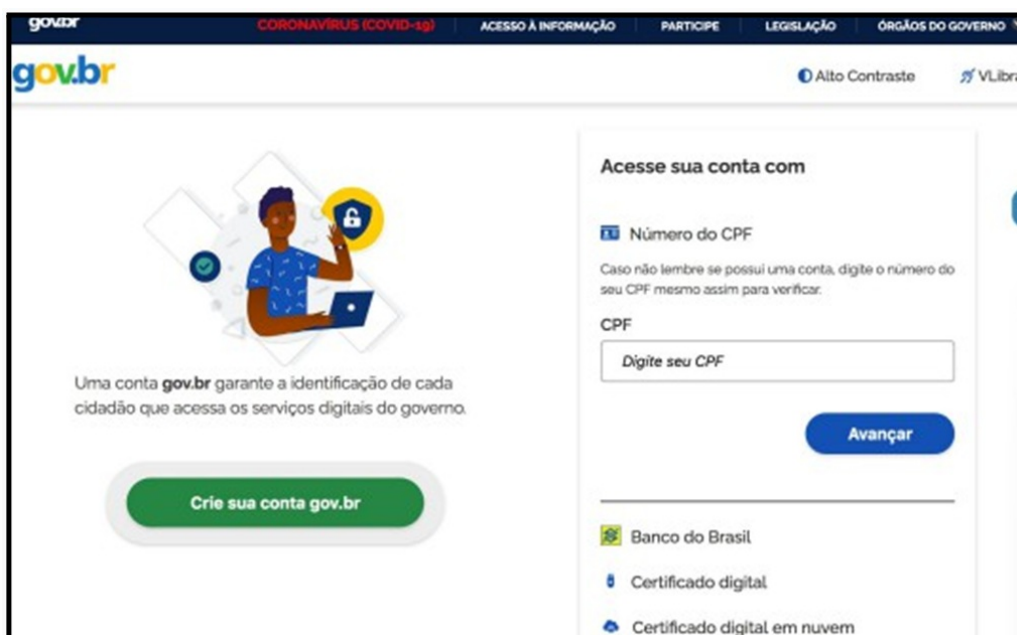 gov.br CORONAVÍRUS (COVID-19) ACESSO À INFORMAÇÃO PARTICIPE LEGISLAÇÃO ÓRGÃOS DO GOVERNO
gov.br Alto Contraste VLibra
Acesse sua conta com
Número do CPF
Caso não lembre se possui uma conta, digite o número do
seu CPF mesmo assim para verificar.
CPF
Digite seu CPF
Avançar
Uma conta gov.br garante a identificação de cada
cidadão que acessa os serviços digitais do governo.
Crie sua conta gov.br
Banco do Brasil
Certificado digital
Certificado digital em nuvem